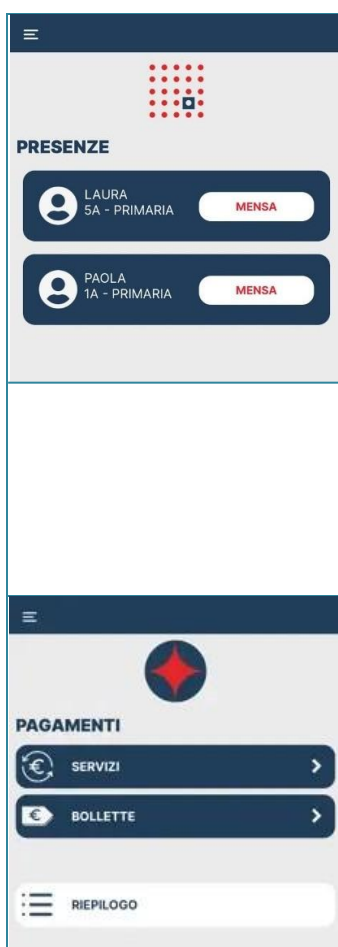 PRESENZE
LAURA
5A - PRIMARIA
MENSA
PAOLA
1A - PRIMARIA
MENSA
PAGAMENTI
€ SERVIZI
€ BOLLETTE
RIEPILOGO